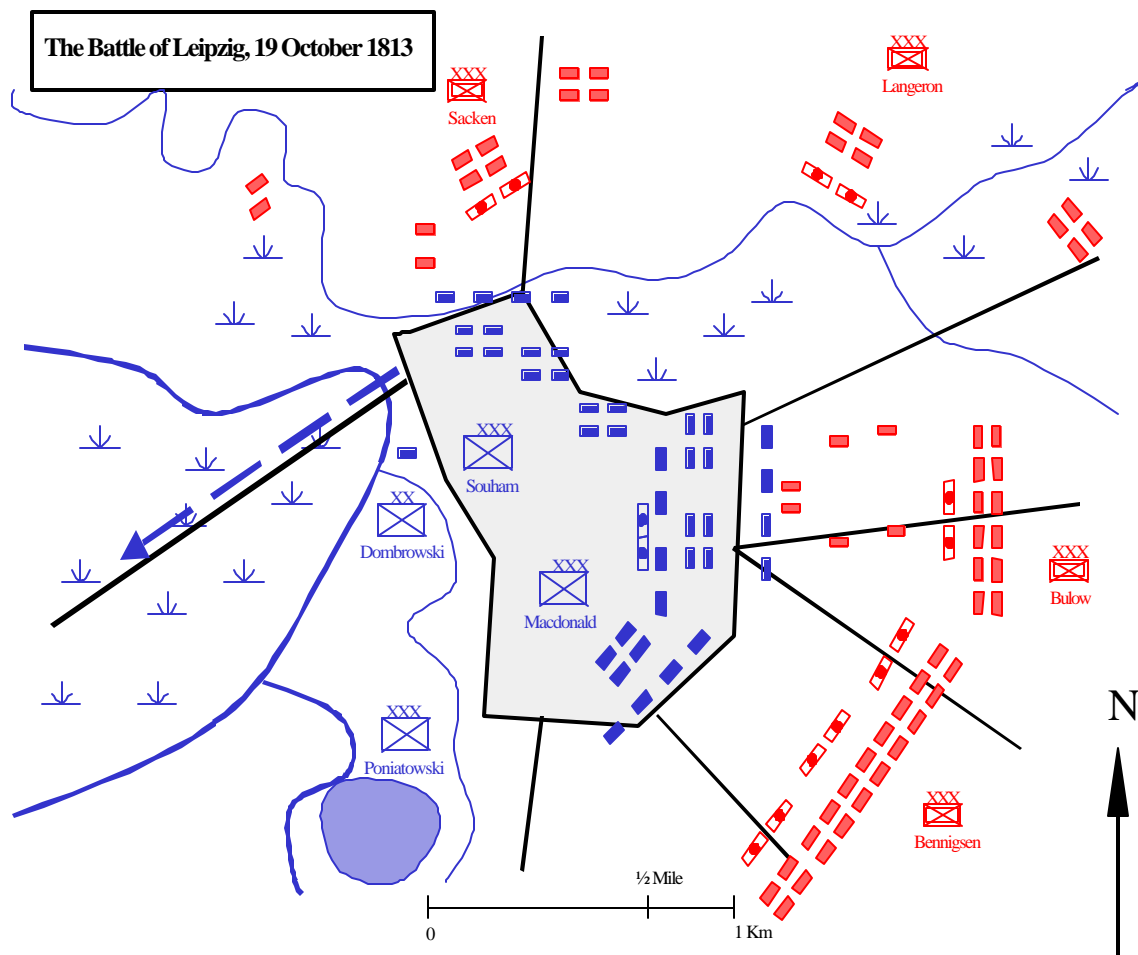 The Battle of Leipzig, 19 October 1813
XXX
Sacken
XXX
Langeron
XXX
Souham
XX
Dombrowski
XXX
Macdonald
XXX
Bulow
XXX
Poniatowski
XXX
Bennigsen
N
½ Mile
0
1 Km